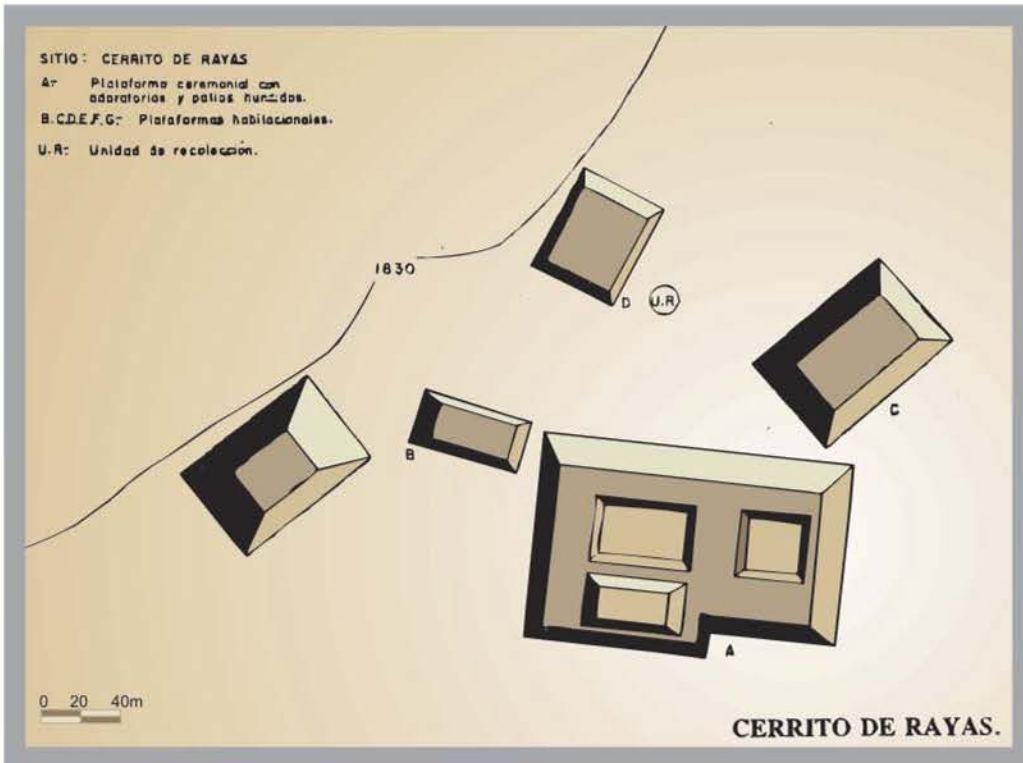 SITIO: CERRITO DE RAYAS
A:- Plataforma ceremonial con
adoratorios y patios hundidos.
B.C.D.E.F.G:- Plataformas habitacionales.
U.R:- Unidad de recolección.
1830
D
U.R
C
B
A
0 20 40m
CERRITO DE RAYAS.